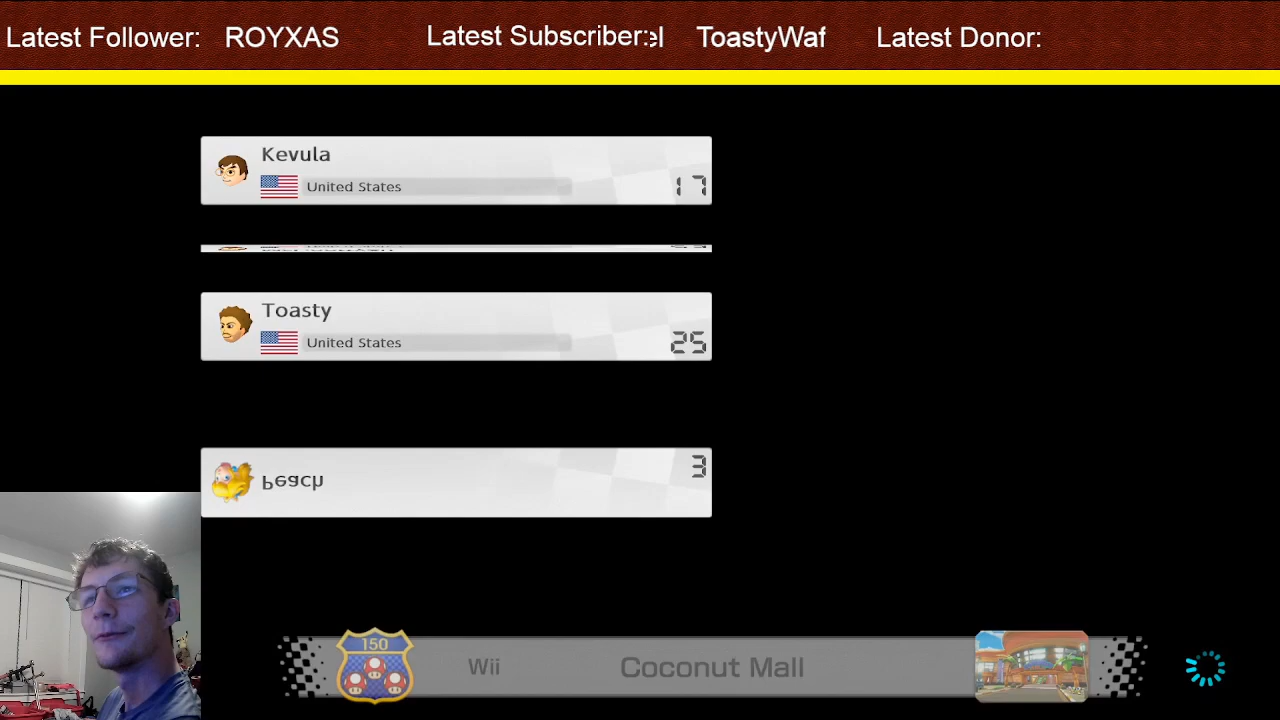 Latest Follower: ROYXAS Latest Subscriber: el ToastyWaf Latest Donor:
Kevula
United States 17
Toasty
United States 25
3
Peach
150
Wii Coconut Mall